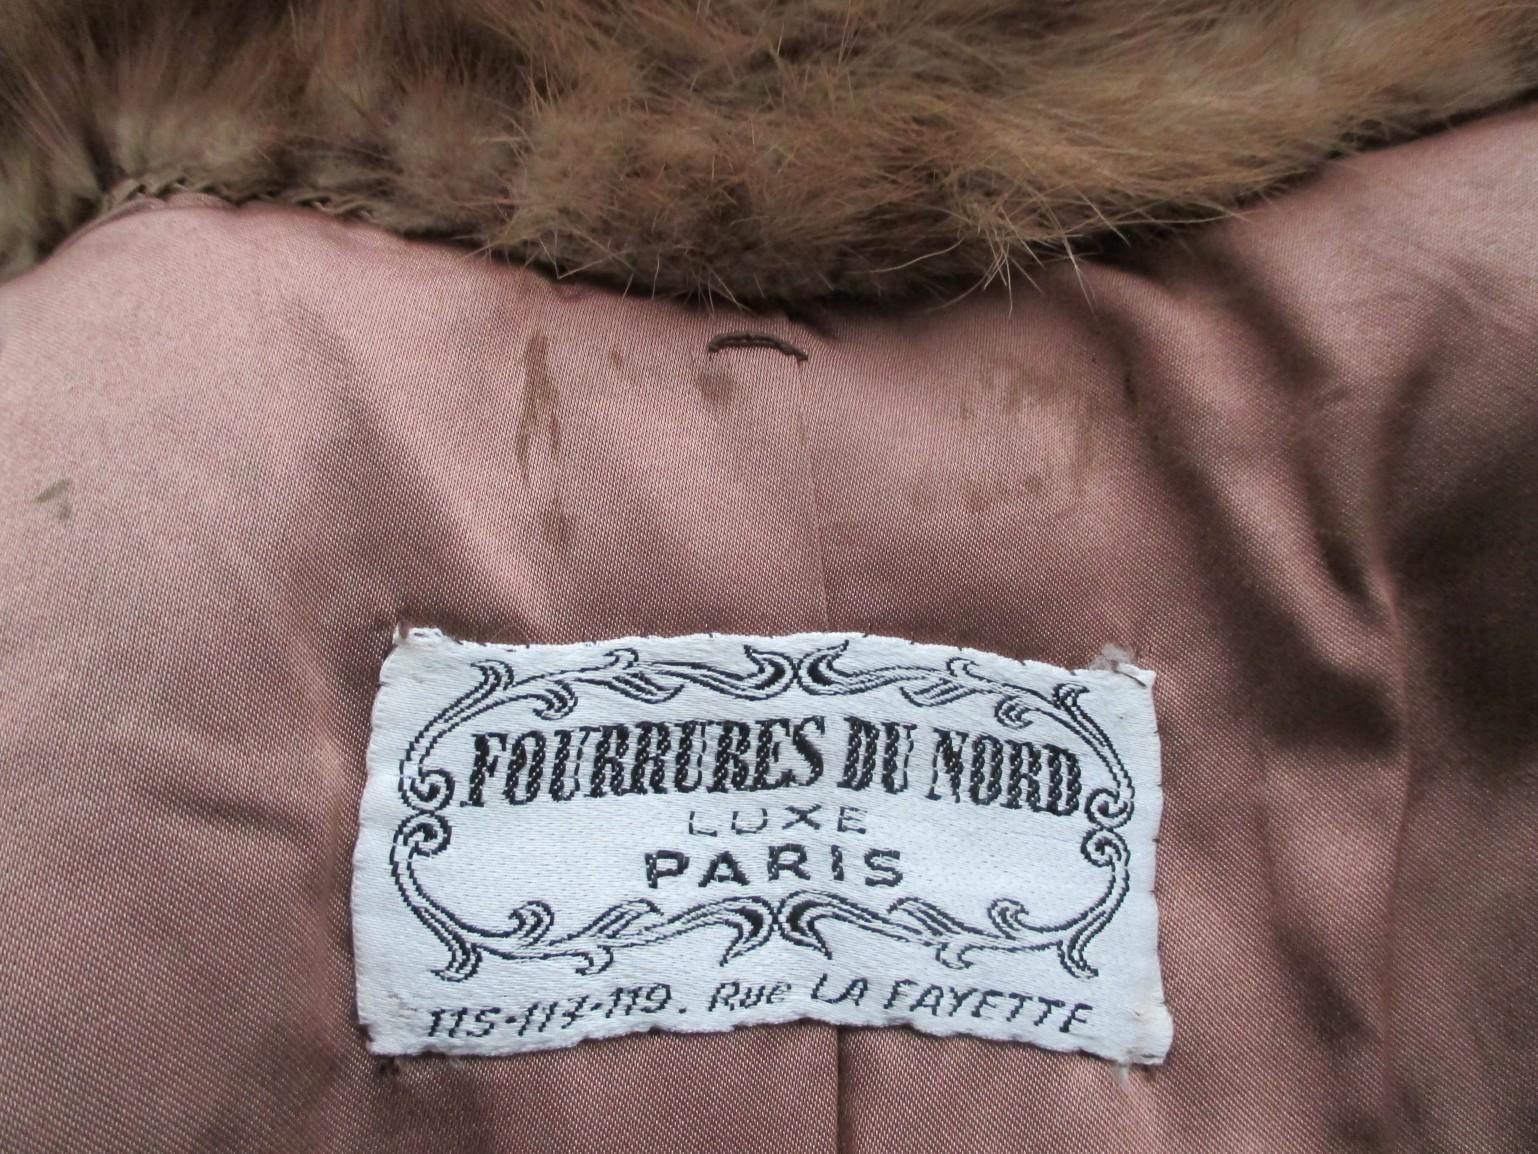 FOURRURES DU NORD
LUXE
PARIS
115·117·119. Rue LA FAYETTE